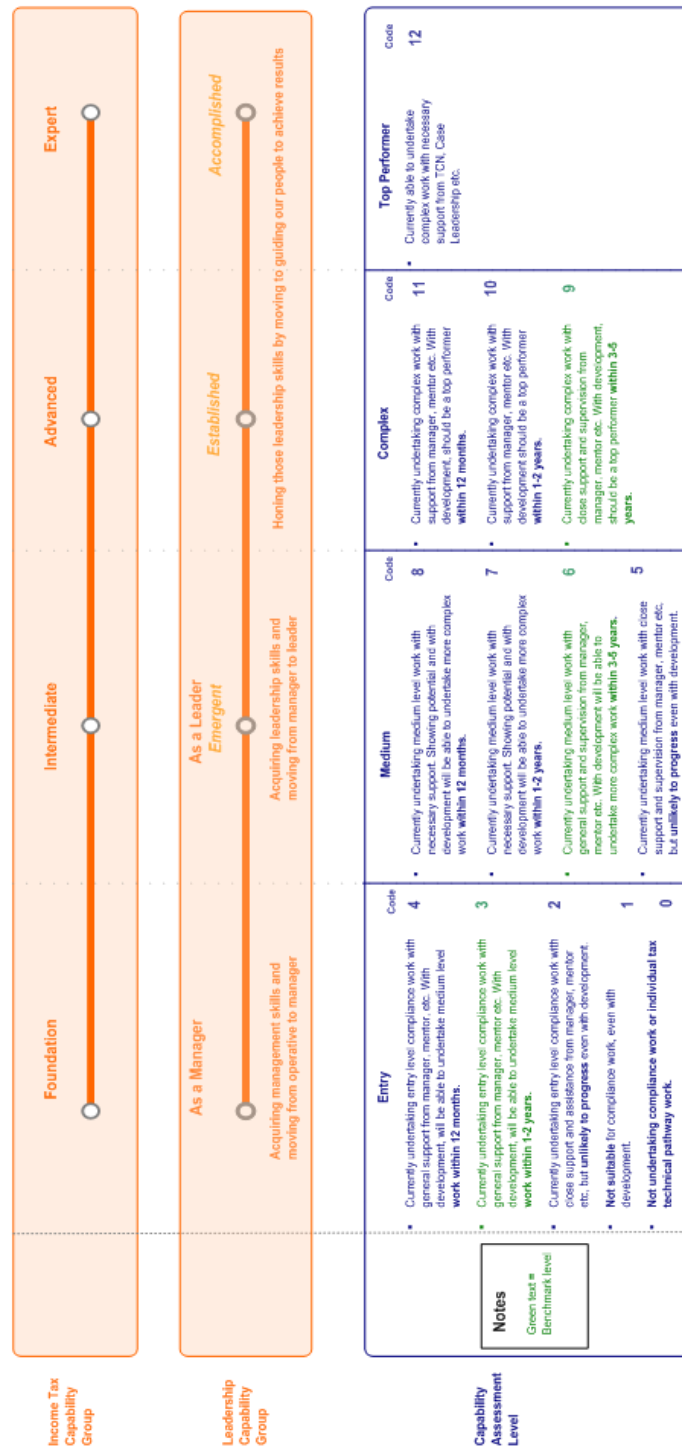 Income Tax
Capability
Group
Foundation
Intermediate
Advanced
Expert
Leadership
Capability
Group
As a Manager
Acquiring management skills and
moving from operative to manager
As a Leader
Emergent
Acquiring leadership skills and
moving from manager to leader
Established
Accomplished
Honing those leadership skills by moving to guiding our people to achieve results
Capability
Assessment
Level
Notes
Green text =
Benchmark level
Entry
Code
• Currently undertaking entry level compliance work with
general support from manager, mentor, etc. With
development, will be able to undertake medium level
work within 12 months.
4
• Currently undertaking entry level compliance work with
general support from manager, mentor etc. With
development, will be able to undertake medium level
work within 1-2 years.
3
• Currently undertaking entry level compliance work with
close support and assistance from manager, mentor
etc, but unlikely to progress even with development.
2
• Not suitable for compliance work, even with
development.
1
• Not undertaking compliance work or individual tax
technical pathway work.
0
Medium
Code
• Currently undertaking medium level work with
necessary support. Showing potential and with
development will be able to undertake more complex
work within 12 months.
8
• Currently undertaking medium level work with
necessary support. Showing potential and with
development will be able to undertake more complex
work within 1-2 years.
7
• Currently undertaking medium level work with
general support and supervision from manager,
mentor etc. With development will be able to
undertake more complex work within 3-5 years.
6
• Currently undertaking medium level work with close
support and supervision from manager, mentor etc,
but unlikely to progress even with development.
5
Complex
Code
• Currently undertaking complex work with
support from manager, mentor etc. With
development, should be a top performer
within 12 months.
11
• Currently undertaking complex work with
support from manager, mentor etc. With
development should be a top performer
within 1-2 years.
10
• Currently undertaking complex work with
close support and supervision from
manager, mentor etc. With development,
should be a top performer within 3-5
years.
9
Top Performer
Code
• Currently able to undertake
complex work with necessary
support from TCN, Case
Leadership etc.
12